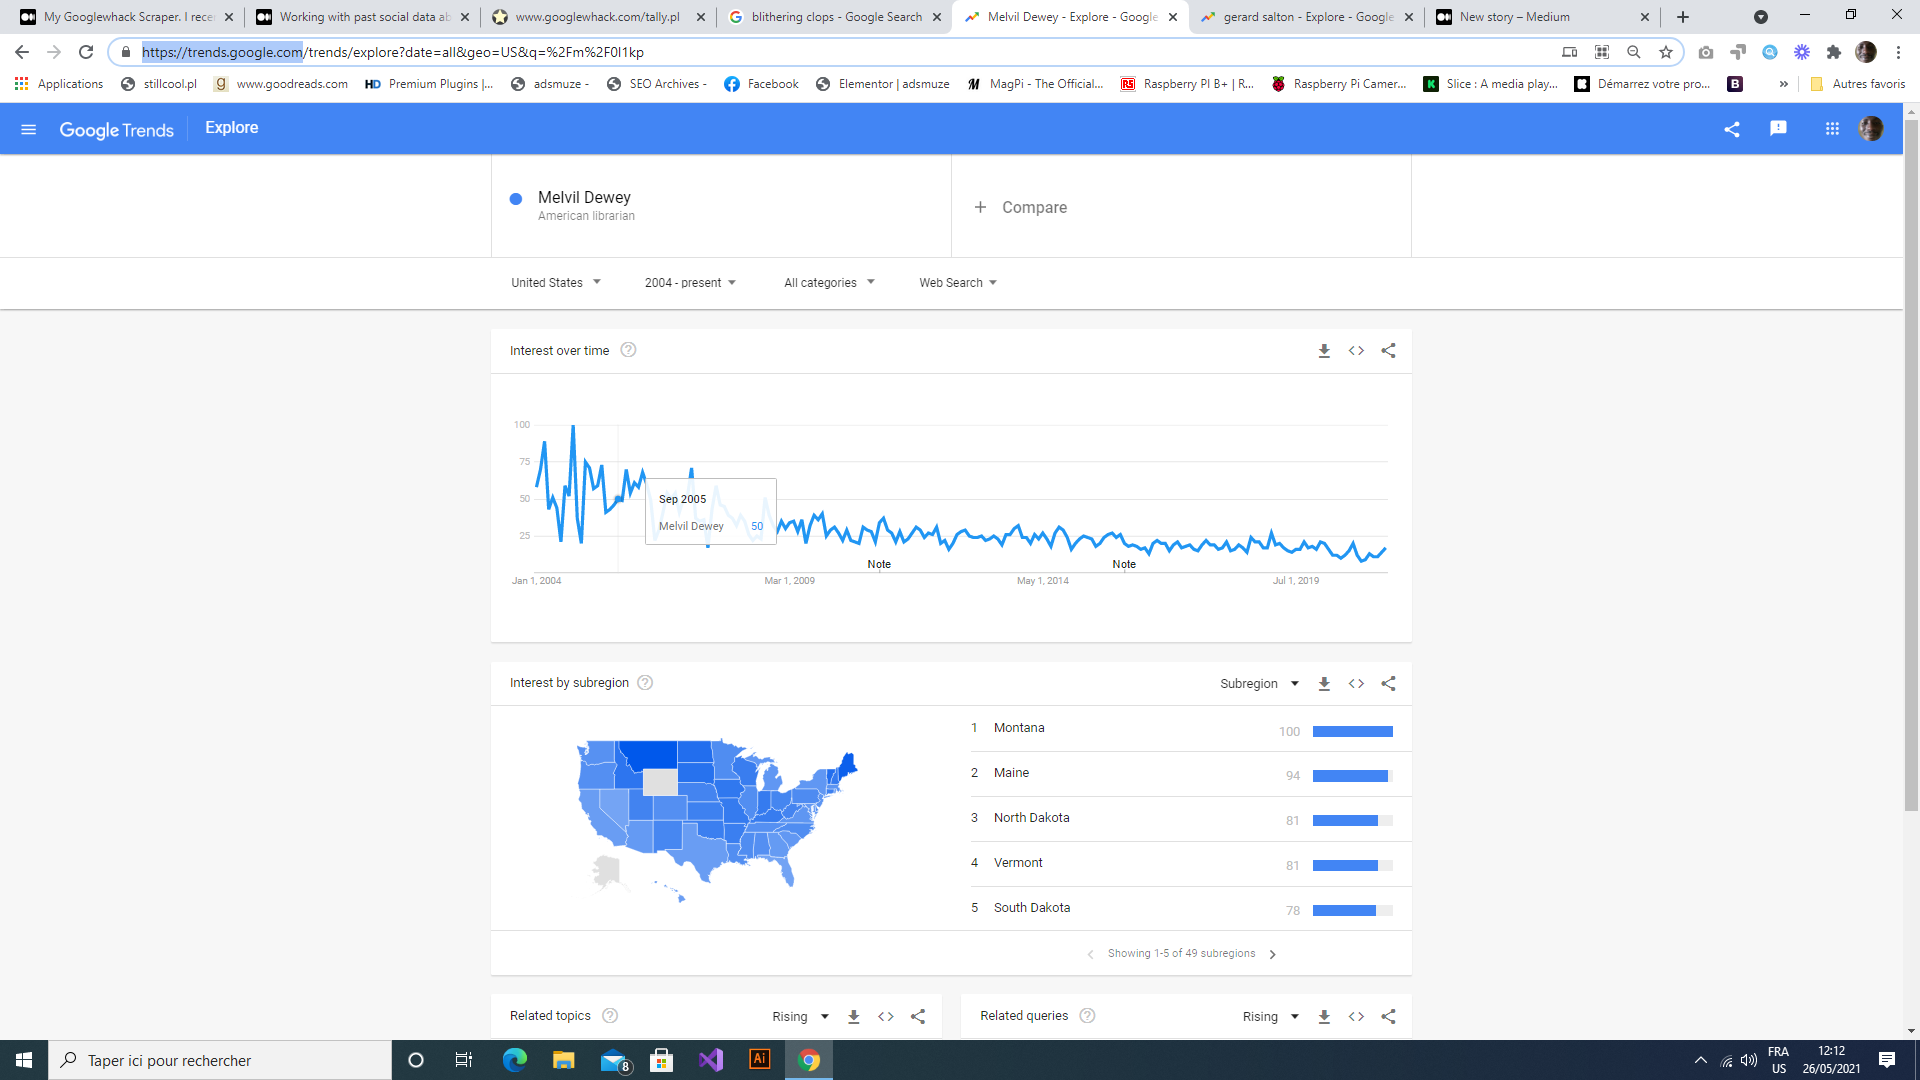 My Googlewhack Scraper. I rece
Working with past social data ab
www.googlewhack.com/tally.pl
blithering clops - Google Search
Melvil Dewey - Explore - Google
gerard salton - Explore - Google
New story – Medium
https://trends.google.com/trends/explore?date=all&geo=US&q=%2Fm%2F0l1kp
Applications
stillcool.pl
g www.goodreads.com
HD Premium Plugins |...
adsmuze -
SEO Archives -
Facebook
Elementor | adsmuze
MagPi - The Official...
Raspberry PI B+ | R...
Raspberry Pi Camer...
Slice : A media play...
Démarrez votre pro...
B
»
Autres favoris
Google Trends
Explore
Melvil Dewey
American librarian
+ Compare
United States
2004 - present
All categories
Web Search
Interest over time
100
75
50
25
Sep 2005
Melvil Dewey 50
Note
Note
Jan 1, 2004
Mar 1, 2009
May 1, 2014
Jul 1, 2019
Interest by subregion
Subregion
1 Montana 100
2 Maine 94
3 North Dakota 81
4 Vermont 81
5 South Dakota 78
Showing 1-5 of 49 subregions
Related topics
Rising
Related queries
Rising
Taper ici pour rechercher
8
Ai
FRA
US
12:12
26/05/2021